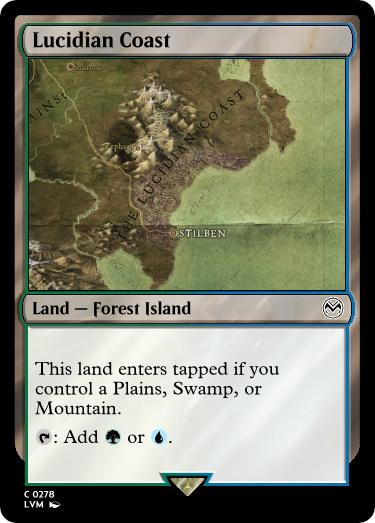 Lucidian Coast
THE LUCIDIAN COAST
STILBEN
Land — Forest Island
This land enters tapped if you
control a Plains, Swamp, or
Mountain.
: Add or .
C 0278
LVM